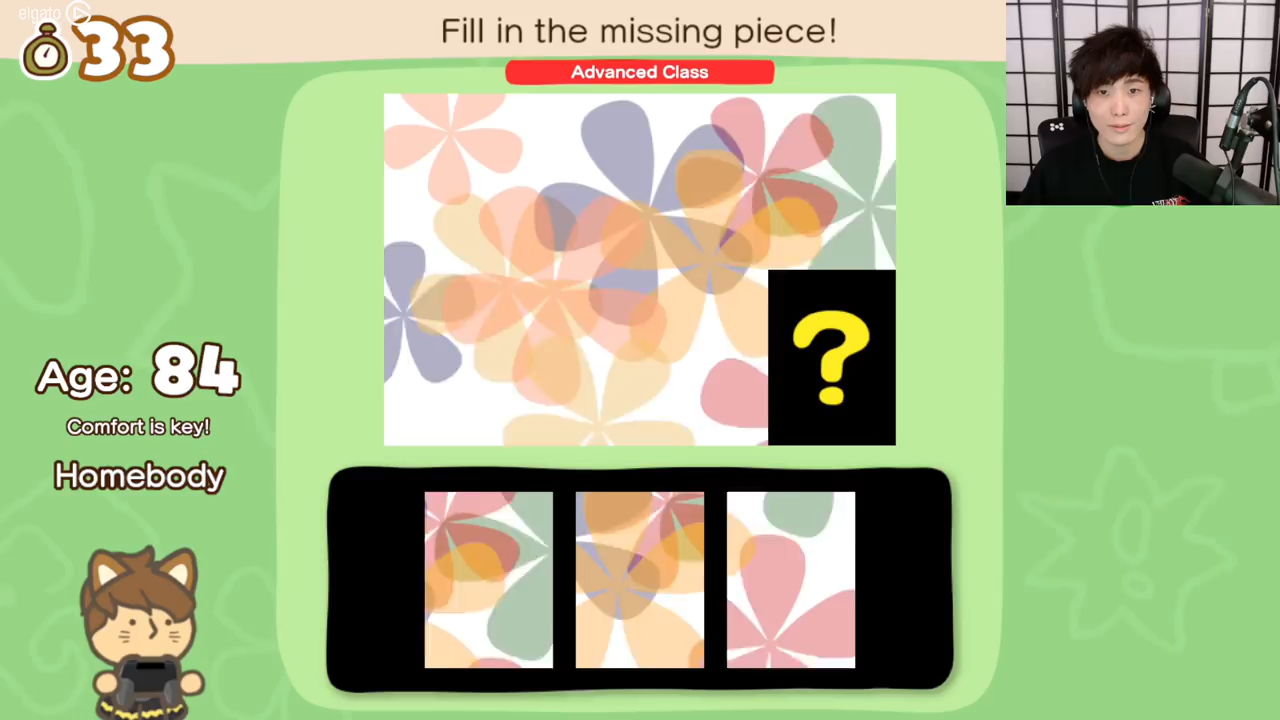 elgato
33
Fill in the missing piece!
Advanced Class
?
Age: 84
Comfort is key!
Homebody